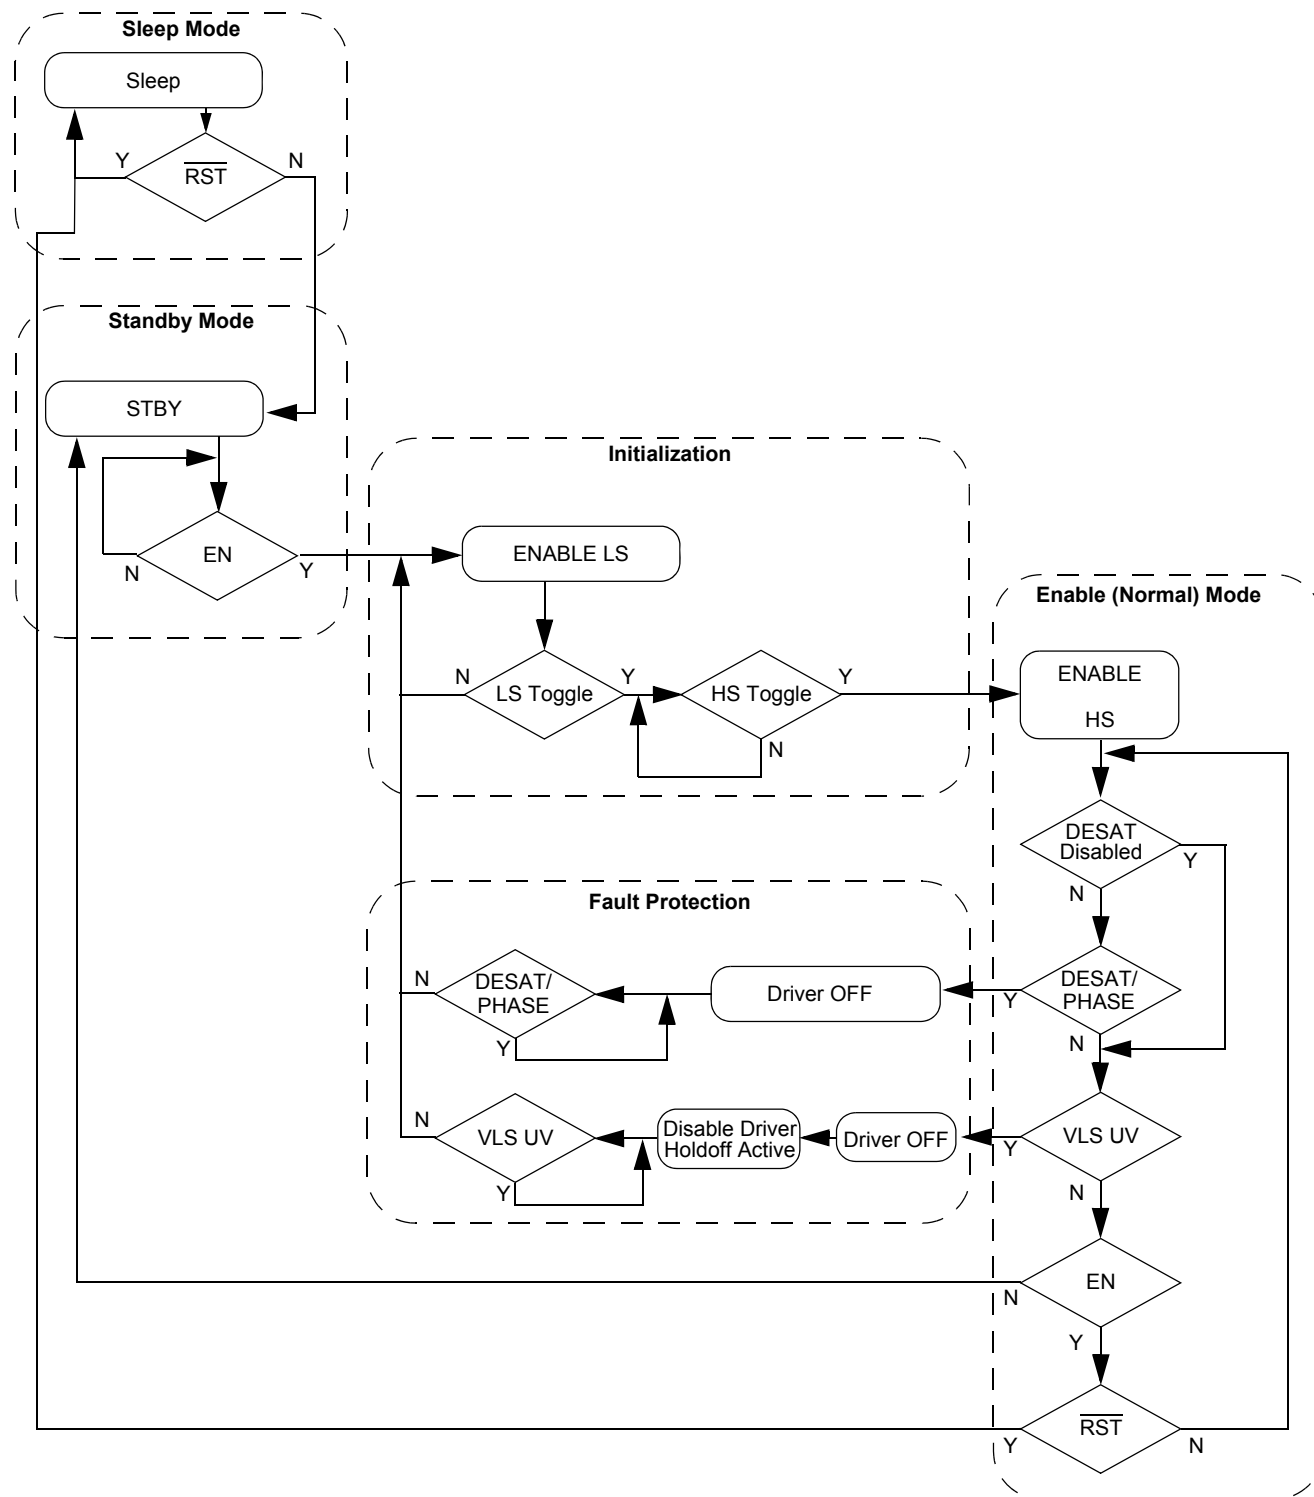 Sleep Mode
Sleep
Y
RST
N
Standby Mode
STBY
EN
N
Y
Initialization
ENABLE LS
N
LS Toggle
Y
HS Toggle
Y
N
Enable (Normal) Mode
ENABLE
HS
DESAT
Disabled
Y
N
DESAT/
PHASE
Y
N
Fault Protection
N
DESAT/
PHASE
Y
Driver OFF
N
VLS UV
Y
Disable Driver
Holdoff Active
Driver OFF
VLS UV
Y
N
EN
N
Y
RST
Y
N